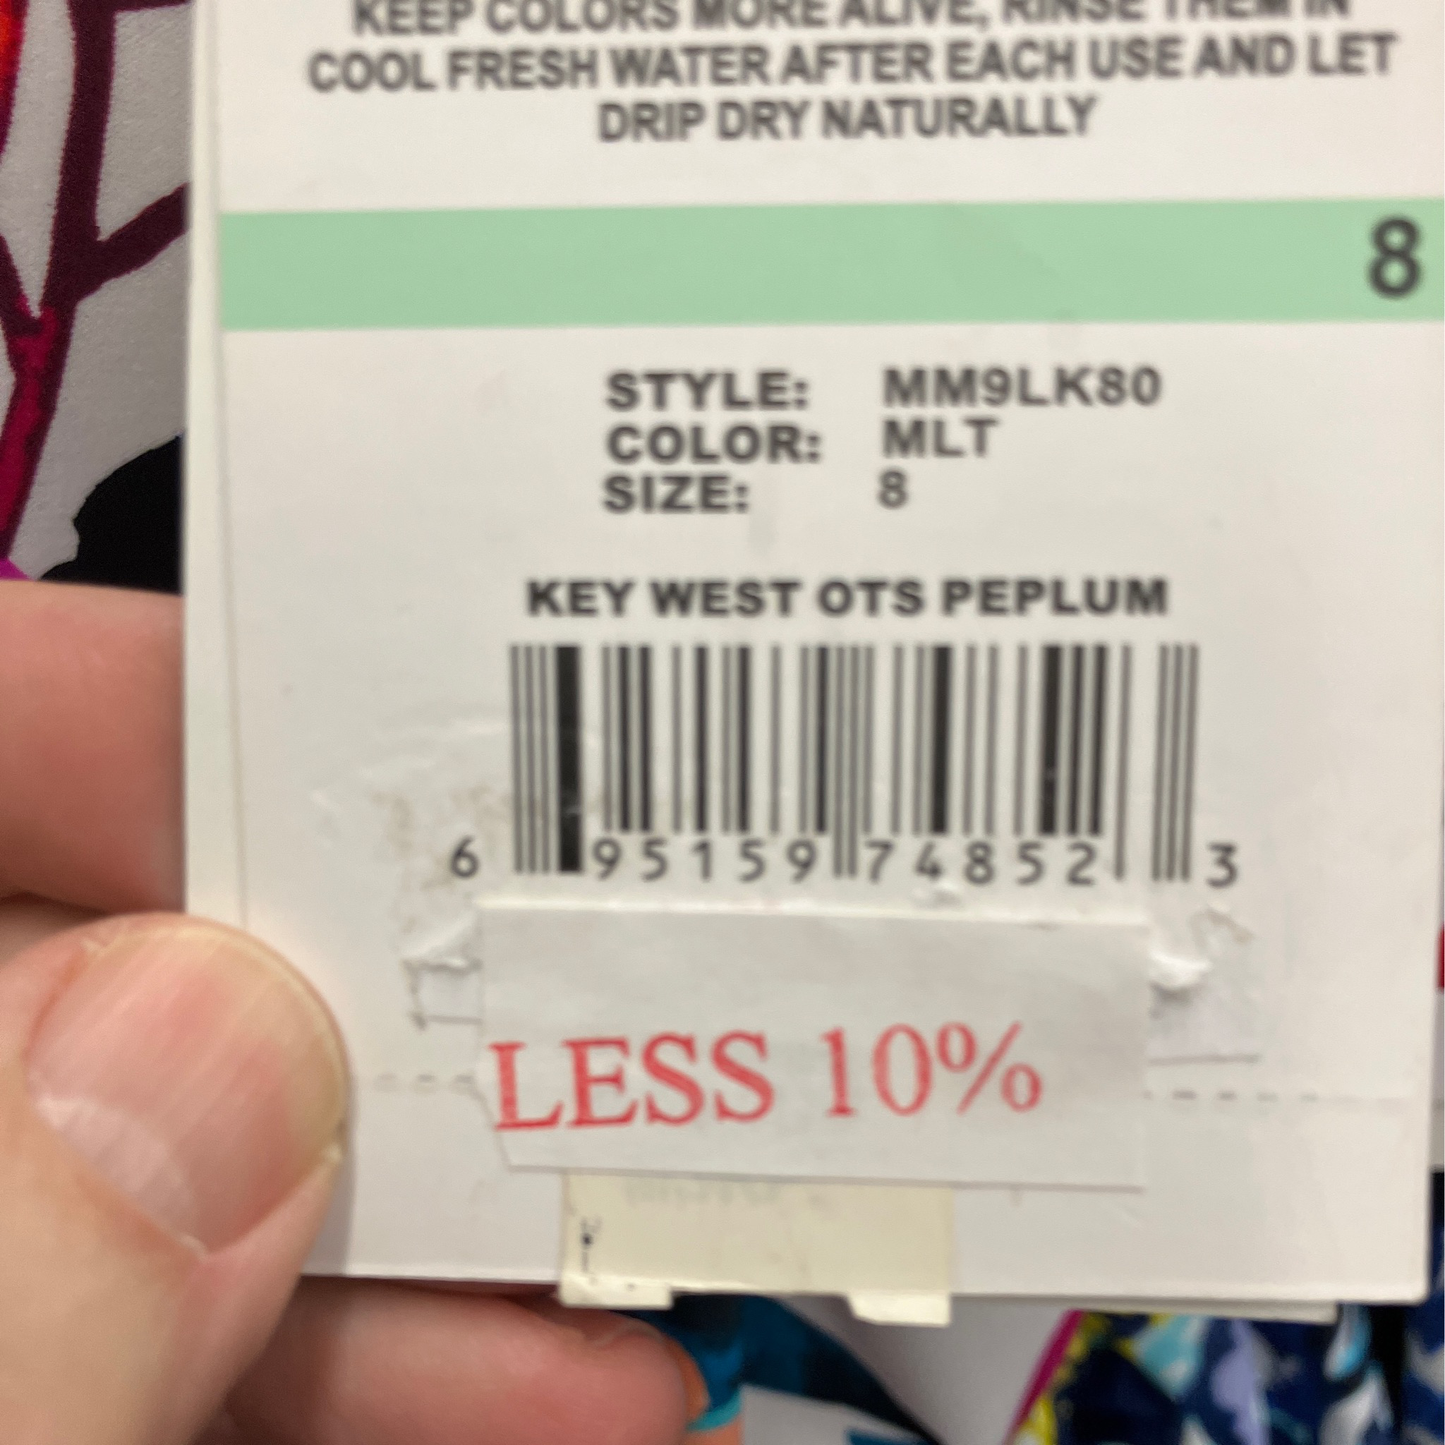 KEEP COLORS MORE ALIVE, RINSE THEM IN
COOL FRESH WATER AFTER EACH USE AND LET
DRIP DRY NATURALLY
8
STYLE: MM9LK80
COLOR: MLT
SIZE: 8
KEY WEST OTS PEPLUM
6 95159 74852 3
LESS 10%